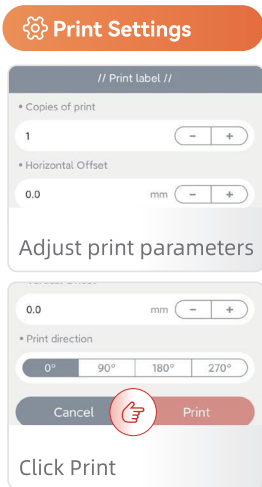 Print Settings
// Print label //
• Copies of print
1 - +
• Horizontal Offset
0.0 mm - +
Adjust print parameters
0.0 mm - +
• Print direction
0° 90° 180° 270°
Cancel Print
Click Print